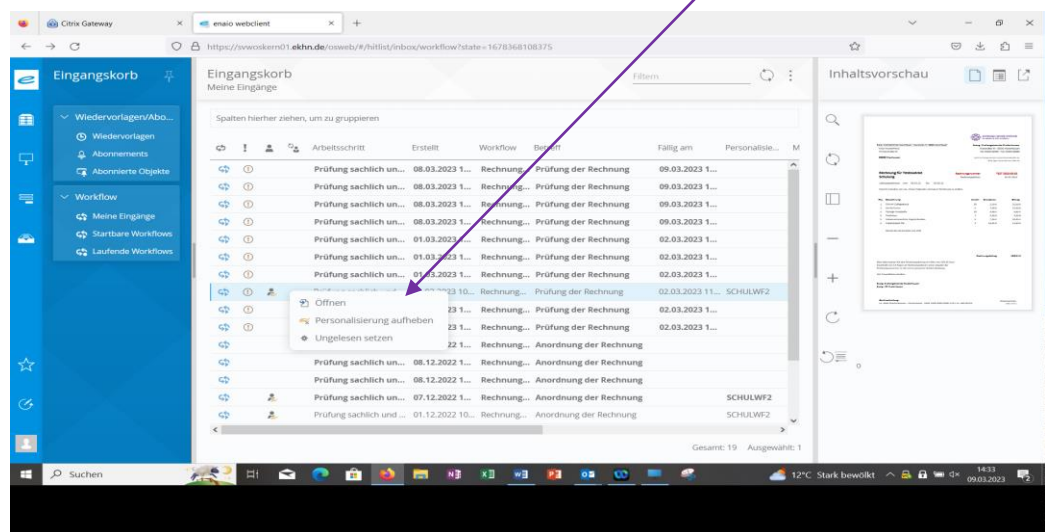 Citrix Gateway
enaio webclient
https://svwoskern01.ekhn.de/osweb/#/hitlist/inbox/workflow?state=1678368108375
Eingangskorb
Wiedervorlagen/Abo...
Wiedervorlagen
Abonnements
Abonnierte Objekte
Workflow
Meine Eingänge
Startbare Workflows
Laufende Workflows
Eingangskorb
Meine Eingänge
Filtern
Spalten hierher ziehen, um zu gruppieren
Arbeitsschritt Erstellt Workflow Betreff Fällig am Personalisie... M
Prüfung sachlich un... 08.03.2023 1... Rechnung... Prüfung der Rechnung 09.03.2023 1...
Prüfung sachlich un... 08.03.2023 1... Rechnung... Prüfung der Rechnung 09.03.2023 1...
Prüfung sachlich un... 08.03.2023 1... Rechnung... Prüfung der Rechnung 09.03.2023 1...
Prüfung sachlich un... 08.03.2023 1... Rechnung... Prüfung der Rechnung 09.03.2023 1...
Prüfung sachlich un... 01.03.2023 1... Rechnung... Prüfung der Rechnung 02.03.2023 1...
Prüfung sachlich un... 01.03.2023 1... Rechnung... Prüfung der Rechnung 02.03.2023 1...
Prüfung sachlich un... 01.03.2023 1... Rechnung... Prüfung der Rechnung 02.03.2023 1...
Rechnung... Prüfung der Rechnung 02.03.2023 11... SCHULWF2
23 1... Rechnung... Prüfung der Rechnung 02.03.2023 1...
23 1... Rechnung... Prüfung der Rechnung 02.03.2023 1...
22 1... Rechnung... Anordnung der Rechnung
Prüfung sachlich un... 08.12.2022 1... Rechnung... Anordnung der Rechnung
Prüfung sachlich un... 08.12.2022 1... Rechnung... Anordnung der Rechnung
Prüfung sachlich un... 07.12.2022 1... Rechnung... Anordnung der Rechnung SCHULWF2
Prüfung sachlich und ... 01.12.2022 10... Rechnung... Anordnung der Rechnung SCHULWF2
Öffnen
Personalisierung aufheben
Ungelesen setzen
Gesamt: 19 Ausgewählt: 1
Inhaltsvorschau
0
Suchen
12°C Stark bewölkt
14:33
09.03.2023